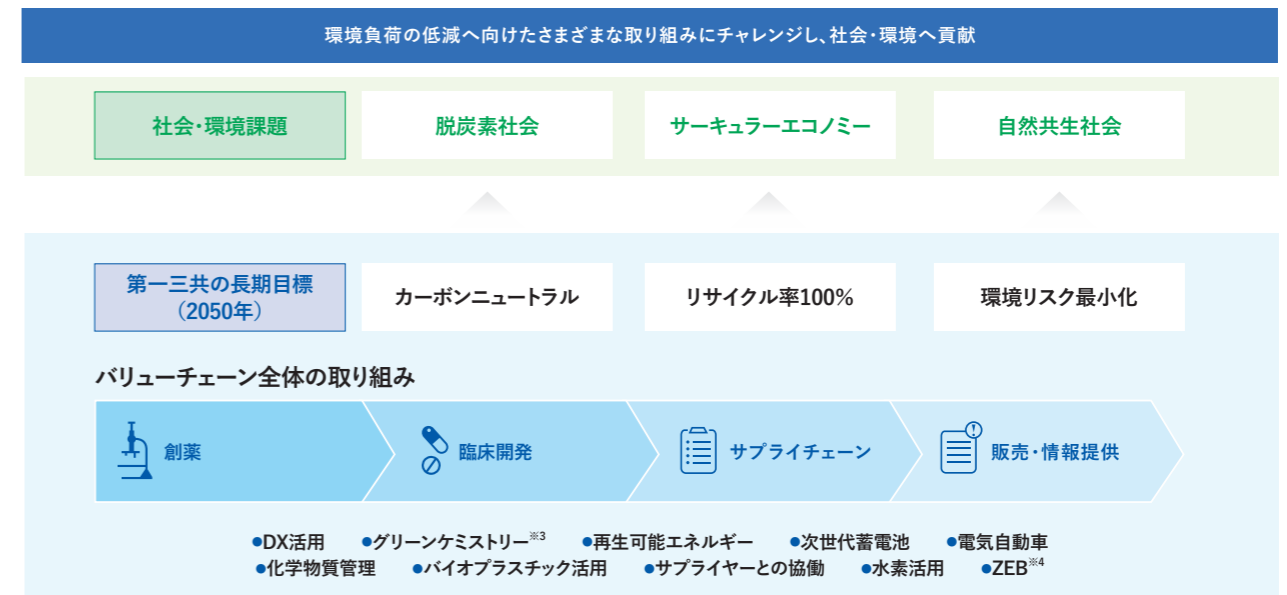 環境負荷の低減へ向けたさまざまな取り組みにチャレンジし、社会・環境へ貢献
社会・環境課題
脱炭素社会
サーキュラーエコノミー
自然共生社会
第一三共の長期目標
（2050年）
カーボンニュートラル
リサイクル率100%
環境リスク最小化
バリューチェーン全体の取り組み
創薬
臨床開発
サプライチェーン
販売・情報提供
●DX活用 ●グリーンケミストリー※3 ●再生可能エネルギー ●次世代蓄電池 ●電気自動車
●化学物質管理 ●バイオプラスチック活用 ●サプライヤーとの協働 ●水素活用 ●ZEB※4